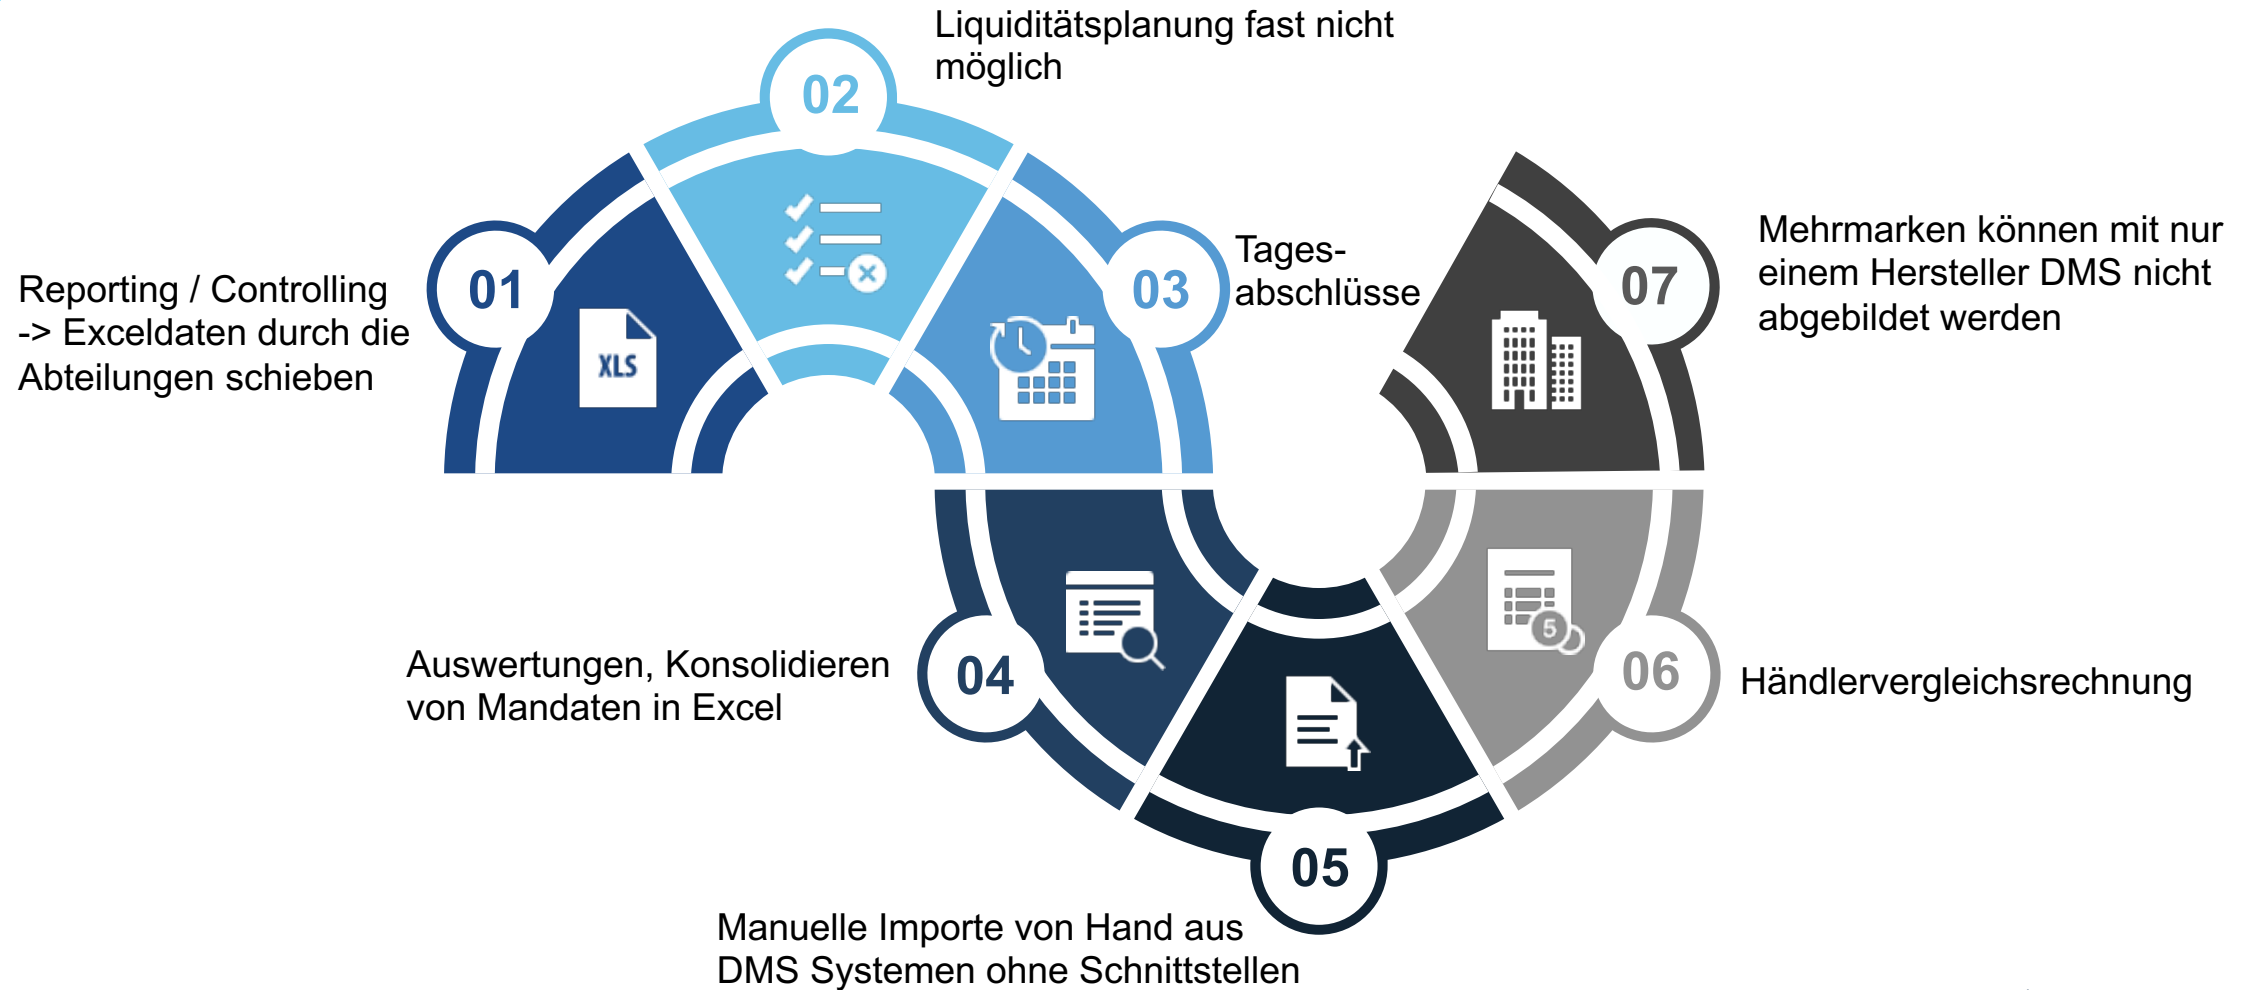 01
Reporting / Controlling
-> Exceldaten durch die
Abteilungen schieben
XLS
02
Liquiditätsplanung fast nicht
möglich
03
Tages-
abschlüsse
04
Auswertungen, Konsolidieren
von Mandaten in Excel
05
Manuelle Importe von Hand aus
DMS Systemen ohne Schnittstellen
06
Händlervergleichsrechnung
5
07
Mehrmarken können mit nur
einem Hersteller DMS nicht
abgebildet werden